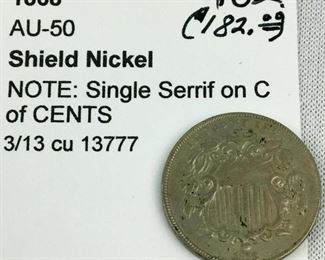 AU-50
Shield Nickel
NOTE: Single Serrif on C
of CENTS
3/13 cu 13777